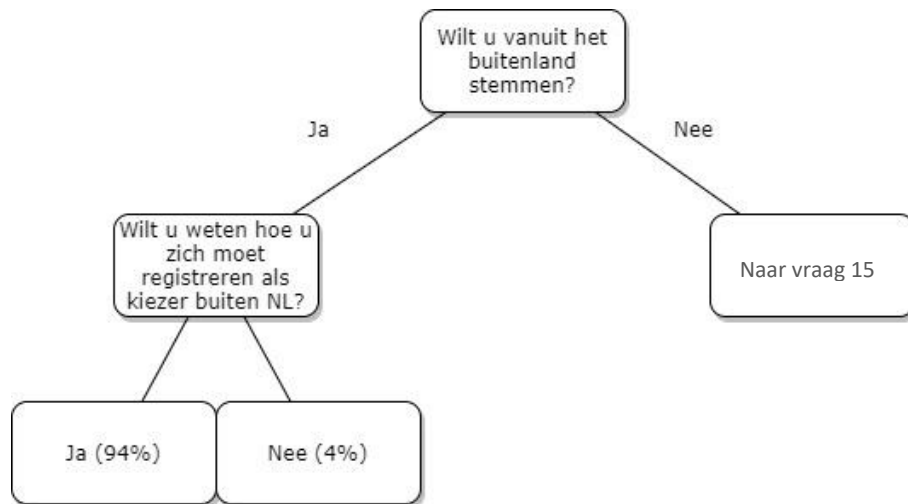 Wilt u vanuit het
buitenland
stemmen?
Ja
Nee
Wilt u weten hoe u
zich moet
registreren als
kiezer buiten NL?
Naar vraag 15
Ja (94%)
Nee (4%)